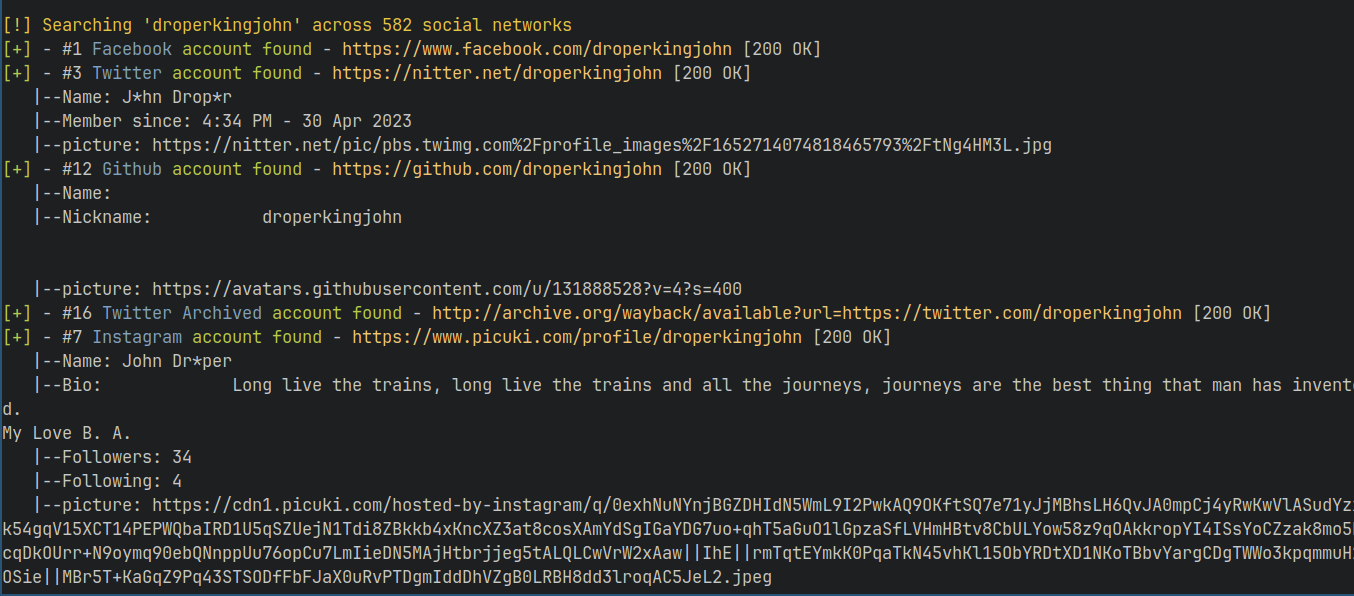 [!] Searching 'droperkingjohn' across 582 social networks
[+] - #1 Facebook account found - https://www.facebook.com/droperkingjohn [200 OK]
[+] - #3 Twitter account found - https://nitter.net/droperkingjohn [200 OK]
|--Name: J*hn Drop*r
|--Member since: 4:34 PM - 30 Apr 2023
|--picture: https://nitter.net/pic/pbs.twimg.com%2Fprofile_images%2F1652714074818465793%2FtNg4HM3L.jpg
[+] - #12 Github account found - https://github.com/droperkingjohn [200 OK]
|--Name:
|--Nickname: droperkingjohn
|--picture: https://avatars.githubusercontent.com/u/131888528?v=4?s=400
[+] - #16 Twitter Archived account found - http://archive.org/wayback/available?url=https://twitter.com/droperkingjohn [200 OK]
[+] - #7 Instagram account found - https://www.picuki.com/profile/droperkingjohn [200 OK]
|--Name: John Dr*per
|--Bio: Long live the trains, long live the trains and all the journeys, journeys are the best thing that man has invente
d.
My Love B. A.
|--Followers: 34
|--Following: 4
|--picture: https://cdn1.picuki.com/hosted-by-instagram/q/0exhNuNYnjBGZDHIdN5WmL9I2PwkAQ9OKftSQ7e71yJjMBhsLH6QvJA0mpCj4yRwKwVlASudYz
k54gqV15XCT14PEPWQbaIRD1U5qSZUejN1Tdi8ZBkkb4xKncXZ3at8cosXAmYdSgIGaYDG7uo+qhT5aGuO1lGpzaSfLVHmHBtv8CbULYow58z9qOAkkropYI4ISsYoCZzak8mo5
cqDkOUrr+N9oymq90ebQNnppUu76opCu7LmIieDN5MAjHtbrjjeg5tALQLCwVrW2xAaw||IhE||rmTqtEYmkK0PqaTkN45vhKl15ObYRDtXD1NKoTBbvYargCDgTWWo3kpqmmuH
OSie||MBr5T+KaGqZ9Pq43STSODfFbFJaX0uRvPTDgmIddDhVZgB0LRBH8dd3lroqAC5JeL2.jpeg